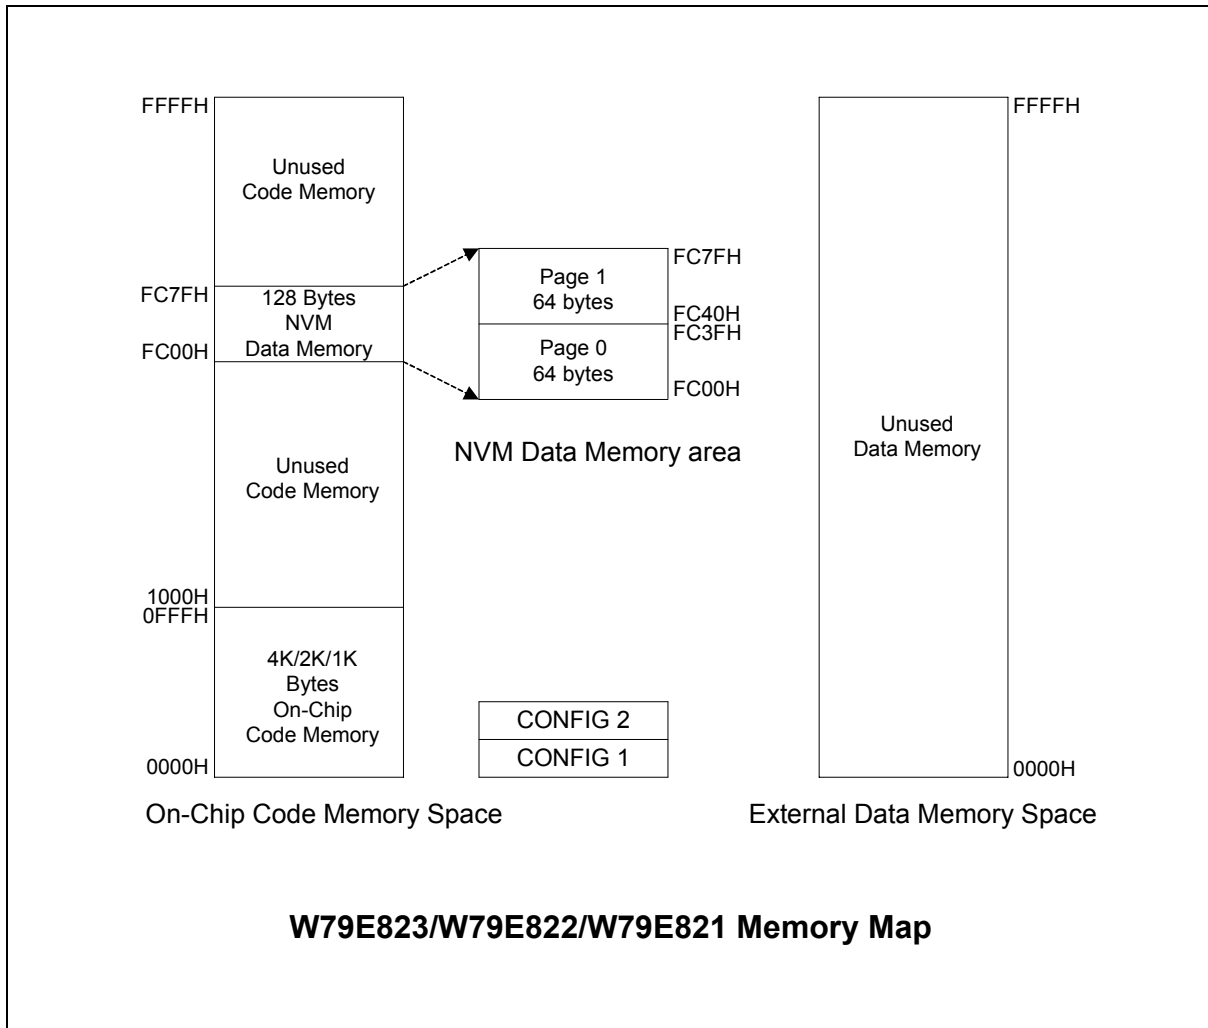 FFFFH
Unused
Code Memory
FC7FH
128 Bytes
NVM
Data Memory
FC00H
Unused
Code Memory
1000H
0FFFH
4K/2K/1K
Bytes
On-Chip
Code Memory
0000H
On-Chip Code Memory Space
FC7FH
Page 1
64 bytes
FC40H
FC3FH
Page 0
64 bytes
FC00H
NVM Data Memory area
CONFIG 2
CONFIG 1
FFFFH
Unused
Data Memory
0000H
External Data Memory Space
W79E823/W79E822/W79E821 Memory Map